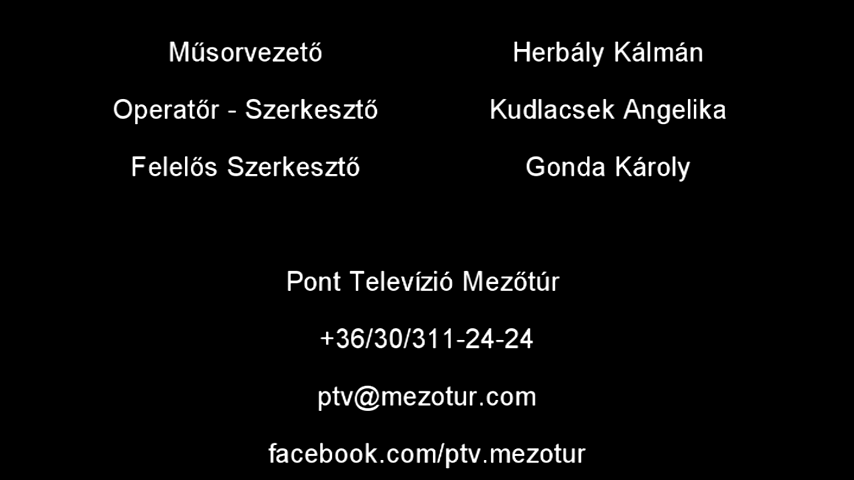 Műsorvezető Herbály Kálmán
Operatőr - Szerkesztő Kudlacsek Angelika
Felelős Szerkesztő Gonda Károly
Pont Televízió Mezőtúr
+36/30/311-24-24
ptv@mezotur.com
facebook.com/ptv.mezotur